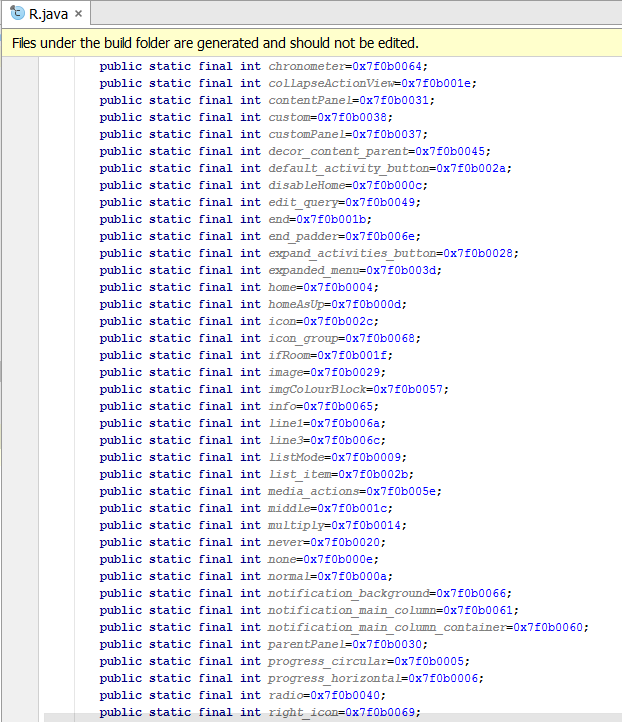 R.java
Files under the build folder are generated and should not be edited.
public static final int chronometer=0x7f0b0064;
public static final int collapseActionView=0x7f0b001e;
public static final int contentPanel=0x7f0b0031;
public static final int custom=0x7f0b0038;
public static final int customPanel=0x7f0b0037;
public static final int decor_content_parent=0x7f0b0045;
public static final int default_activity_button=0x7f0b002a;
public static final int disableHome=0x7f0b000c;
public static final int edit_query=0x7f0b0049;
public static final int end=0x7f0b001b;
public static final int end_padder=0x7f0b006e;
public static final int expand_activities_button=0x7f0b0028;
public static final int expanded_menu=0x7f0b003d;
public static final int home=0x7f0b0004;
public static final int homeAsUp=0x7f0b000d;
public static final int icon=0x7f0b002c;
public static final int icon_group=0x7f0b0068;
public static final int ifRoom=0x7f0b001f;
public static final int image=0x7f0b0029;
public static final int imgColourBlock=0x7f0b0057;
public static final int info=0x7f0b0065;
public static final int line1=0x7f0b006a;
public static final int line3=0x7f0b006c;
public static final int listMode=0x7f0b0009;
public static final int list_item=0x7f0b002b;
public static final int media_actions=0x7f0b005e;
public static final int middle=0x7f0b001c;
public static final int multiply=0x7f0b0014;
public static final int never=0x7f0b0020;
public static final int none=0x7f0b000e;
public static final int normal=0x7f0b000a;
public static final int notification_background=0x7f0b0066;
public static final int notification_main_column=0x7f0b0061;
public static final int notification_main_column_container=0x7f0b0060;
public static final int parentPanel=0x7f0b0030;
public static final int progress_circular=0x7f0b0005;
public static final int progress_horizontal=0x7f0b0006;
public static final int radio=0x7f0b0040;
public static final int right_icon=0x7f0b0069;